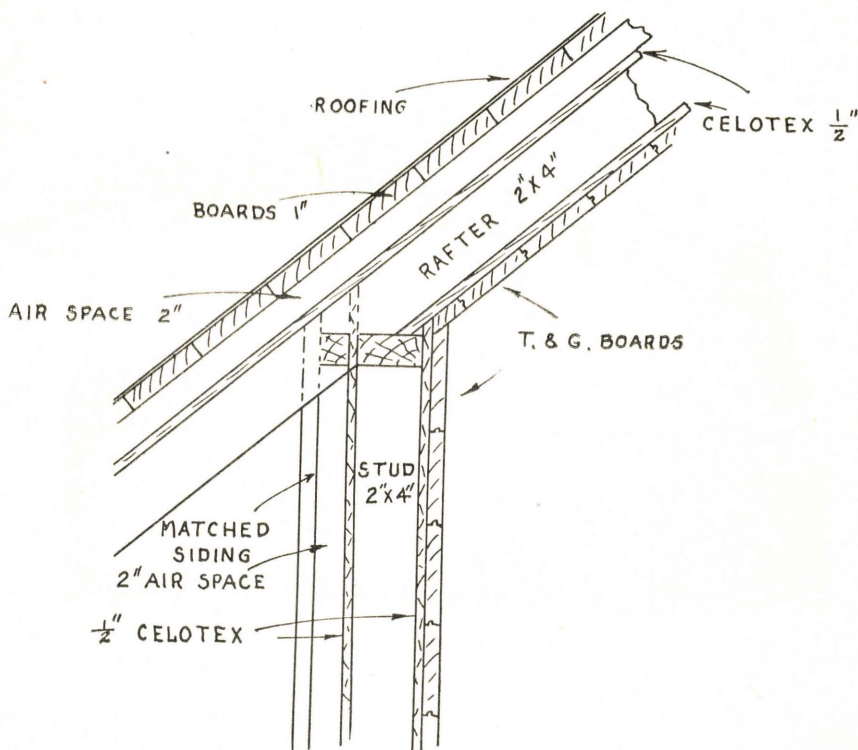 ROOFING
CELOTEX 1/2"
BOARDS 1"
RAFTER 2"X4"
AIR SPACE 2"
T. & G. BOARDS
STUD
2"X4"
MATCHED
SIDING
2" AIR SPACE
1/2" CELOTEX